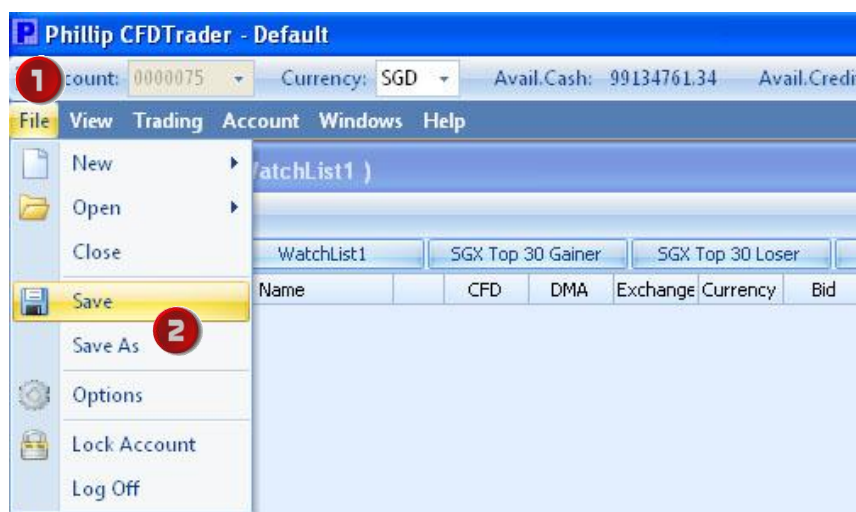 Phillip CFDTrader - Default
1 count: 0000075 Currency: SGD Avail.Cash: 99134761.34 Avail.Credi
File View Trading Account Windows Help
New
atchList1 )
Open
Close
WatchList1 SGX Top 30 Gainer SGX Top 30 Loser
Name CFD DMA Exchange Currency Bid
Save
2
Save As
Options
Lock Account
Log Off